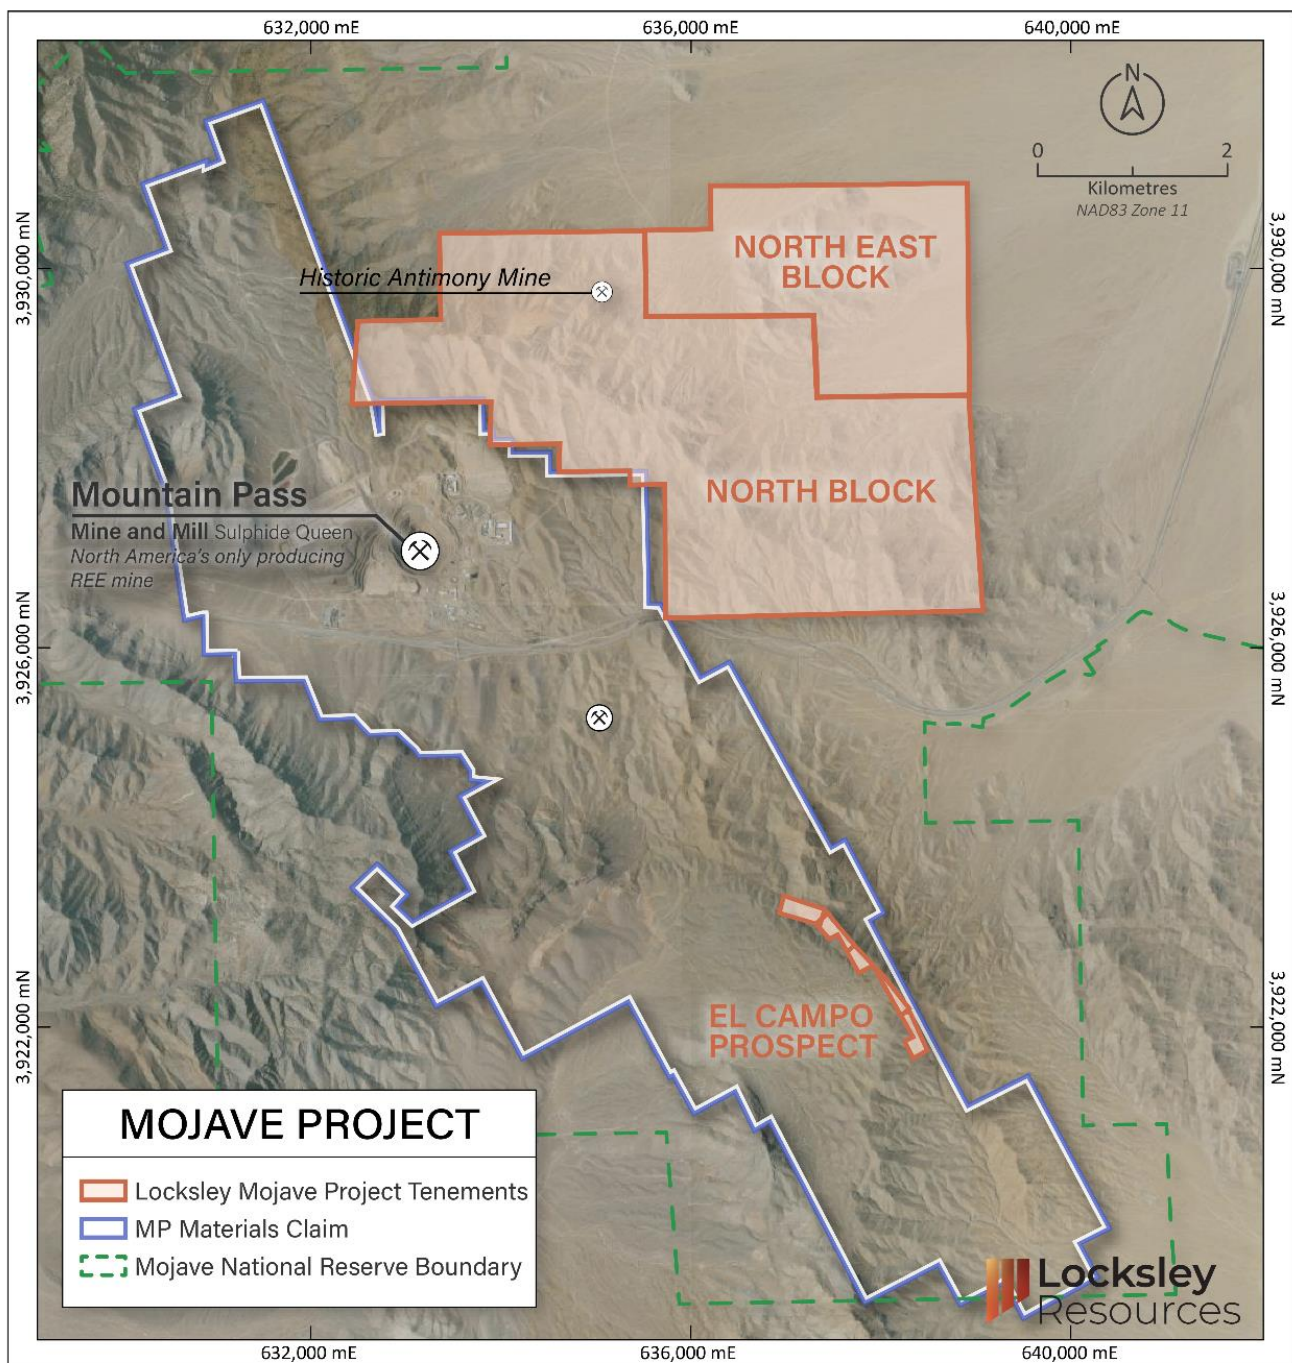 632,000 mE
636,000 mE
640,000 mE
N
0
2
Kilometres
NAD83 Zone 11
3,930,000 mN
3,930,000 mN
NORTH EAST
BLOCK
Historic Antimony Mine
NORTH BLOCK
Mountain Pass
Mine and Mill Sulphide Queen
North America's only producing
REE mine
3,926,000 mN
3,926,000 mN
EL CAMPO
PROSPECT
3,922,000 mN
3,922,000 mN
MOJAVE PROJECT
Locksley Mojave Project Tenements
MP Materials Claim
Mojave National Reserve Boundary
Locksley
Resources
632,000 mE
636,000 mE
640,000 mE